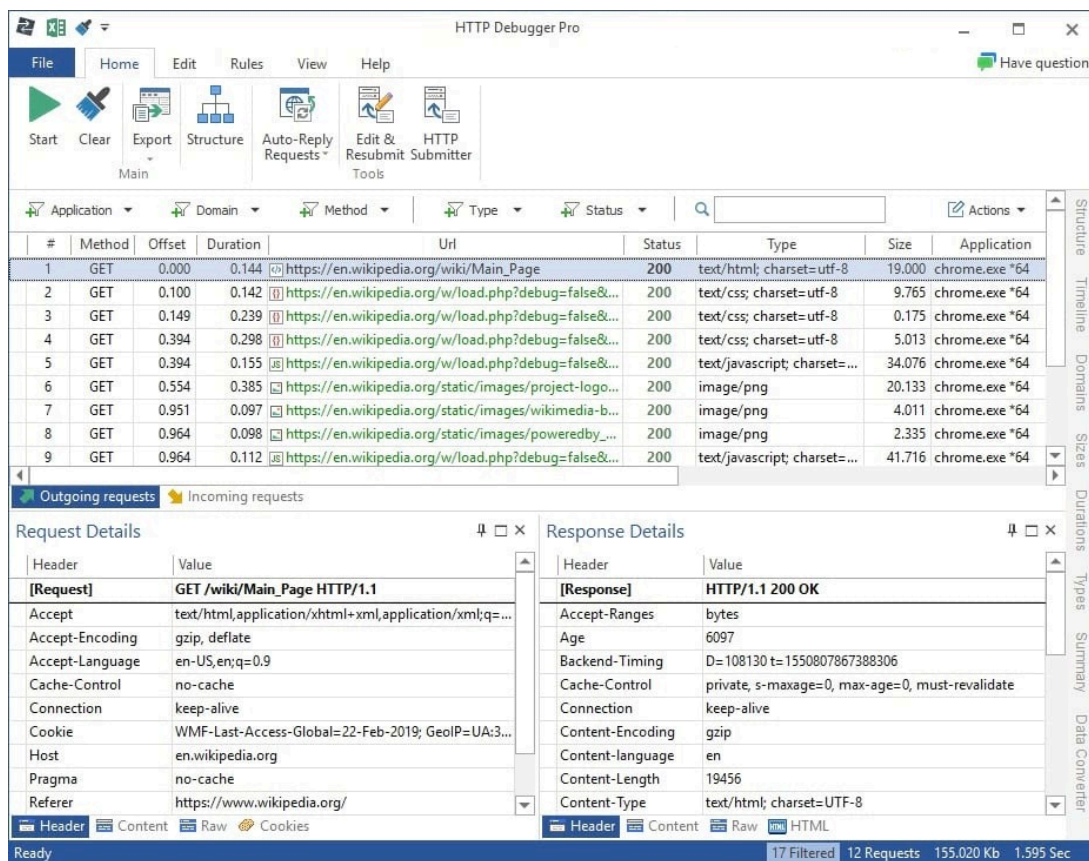 HTTP Debugger Pro
File Home Edit Rules View Help Have question
Start Clear Export Structure Auto-Reply Requests Edit & Resubmit HTTP Submitter
Main Tools
Application Domain Method Type Status Actions
# Method Offset Duration Url Status Type Size Application
1 GET 0.000 0.144 https://en.wikipedia.org/wiki/Main_Page 200 text/html; charset=utf-8 19.000 chrome.exe *64
2 GET 0.100 0.142 https://en.wikipedia.org/w/load.php?debug=false&... 200 text/css; charset=utf-8 9.765 chrome.exe *64
3 GET 0.149 0.239 https://en.wikipedia.org/w/load.php?debug=false&... 200 text/css; charset=utf-8 0.175 chrome.exe *64
4 GET 0.394 0.298 https://en.wikipedia.org/w/load.php?debug=false&... 200 text/css; charset=utf-8 5.013 chrome.exe *64
5 GET 0.394 0.155 JS https://en.wikipedia.org/w/load.php?debug=false&... 200 text/javascript; charset=... 34.076 chrome.exe *64
6 GET 0.554 0.385 https://en.wikipedia.org/static/images/project-logo... 200 image/png 20.133 chrome.exe *64
7 GET 0.951 0.097 https://en.wikipedia.org/static/images/wikimedia-b... 200 image/png 4.011 chrome.exe *64
8 GET 0.964 0.098 https://en.wikipedia.org/static/images/poweredby_... 200 image/png 2.335 chrome.exe *64
9 GET 0.964 0.112 JS https://en.wikipedia.org/w/load.php?debug=false&... 200 text/javascript; charset=... 41.716 chrome.exe *64
Outgoing requests Incoming requests
Request Details
Header Value
[Request] GET /wiki/Main_Page HTTP/1.1
Accept text/html,application/xhtml+xml,application/xml;q=...
Accept-Encoding gzip, deflate
Accept-Language en-US,en;q=0.9
Cache-Control no-cache
Connection keep-alive
Cookie WMF-Last-Access-Global=22-Feb-2019; GeoIP=UA:3...
Host en.wikipedia.org
Pragma no-cache
Referer https://www.wikipedia.org/
Header Content Raw Cookies
Response Details
Header Value
[Response] HTTP/1.1 200 OK
Accept-Ranges bytes
Age 6097
Backend-Timing D=108130 t=1550807867388306
Cache-Control private, s-maxage=0, max-age=0, must-revalidate
Connection keep-alive
Content-Encoding gzip
Content-language en
Content-Length 19456
Content-Type text/html; charset=UTF-8
Header Content Raw HTML HTML
Structure
Timeline
Domains
Sizes
Durations
Types
Summary
Data Converter
Ready 17 Filtered 12 Requests 155.020 Kb 1.595 Sec